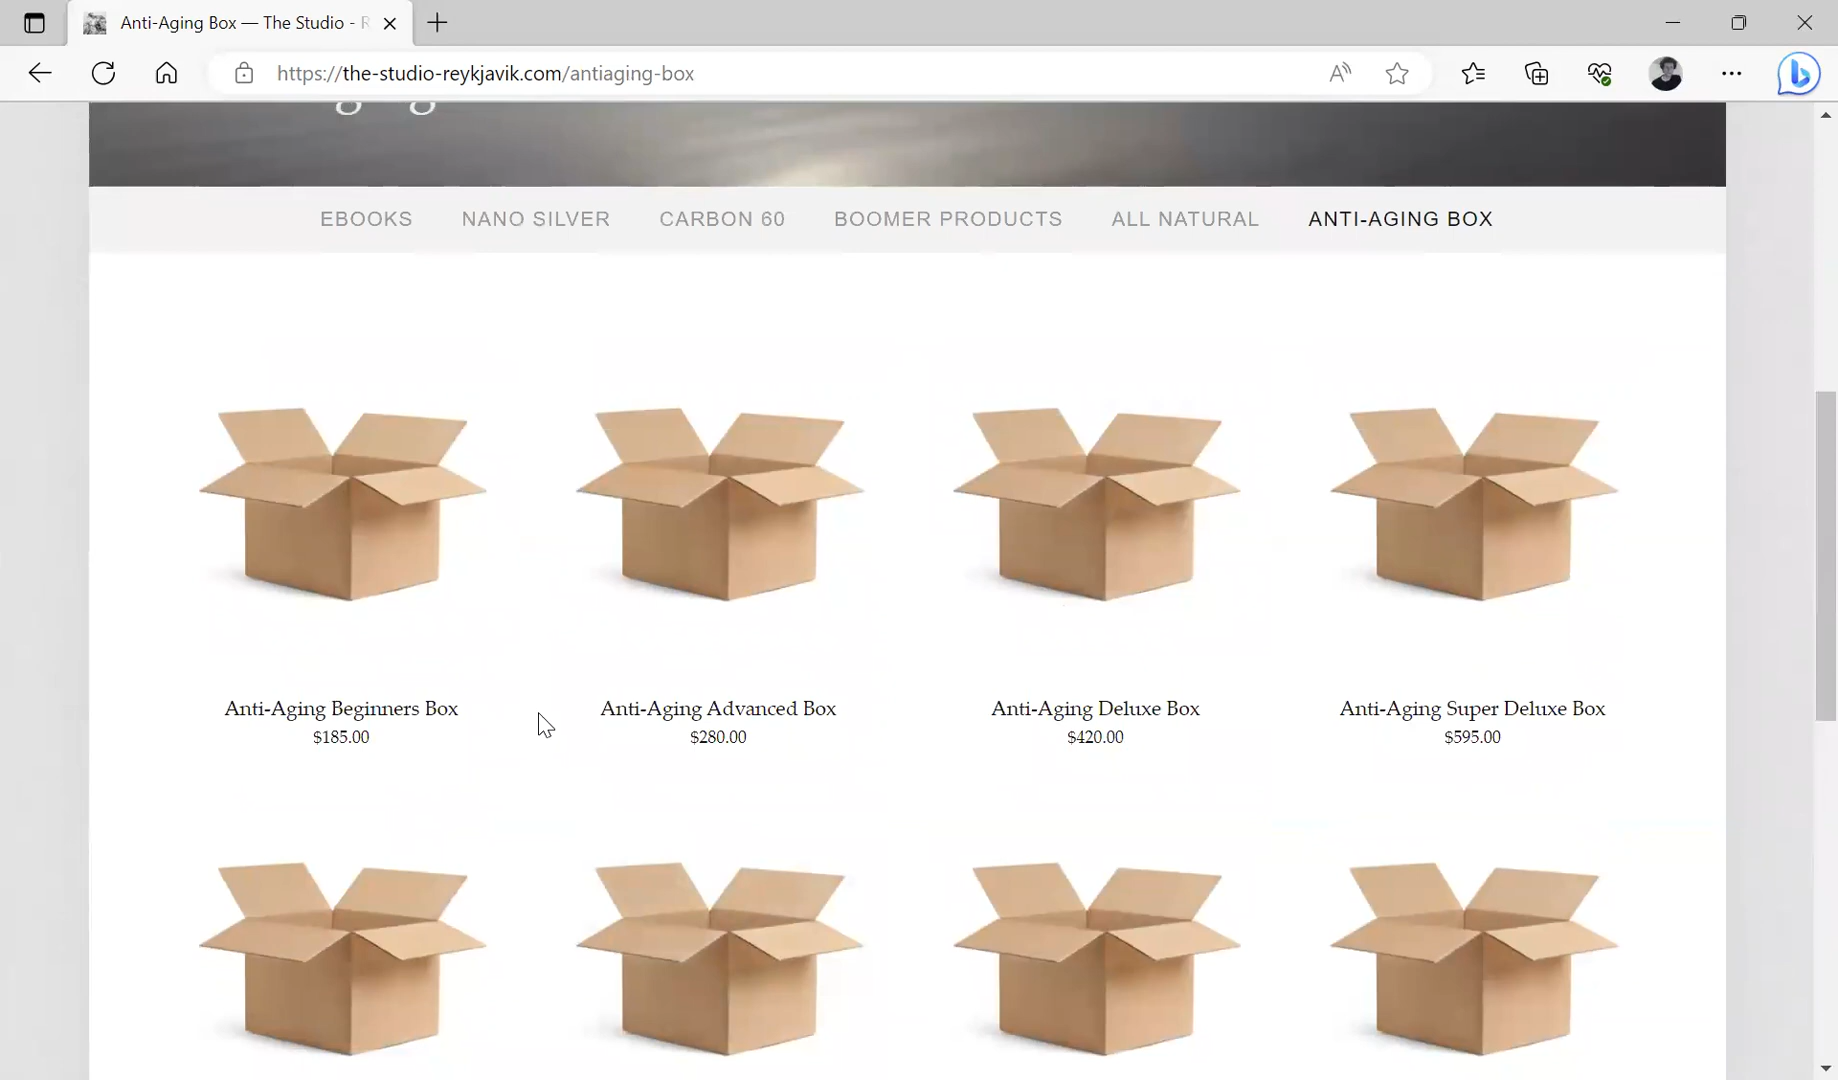 Anti-Aging Box — The Studio - R
https://the-studio-reykjavik.com/antiaging-box
EBOOKS NANO SILVER CARBON 60 BOOMER PRODUCTS ALL NATURAL ANTI-AGING BOX
Anti-Aging Beginners Box Anti-Aging Advanced Box Anti-Aging Deluxe Box Anti-Aging Super Deluxe Box
$185.00 $280.00 $420.00 $595.00